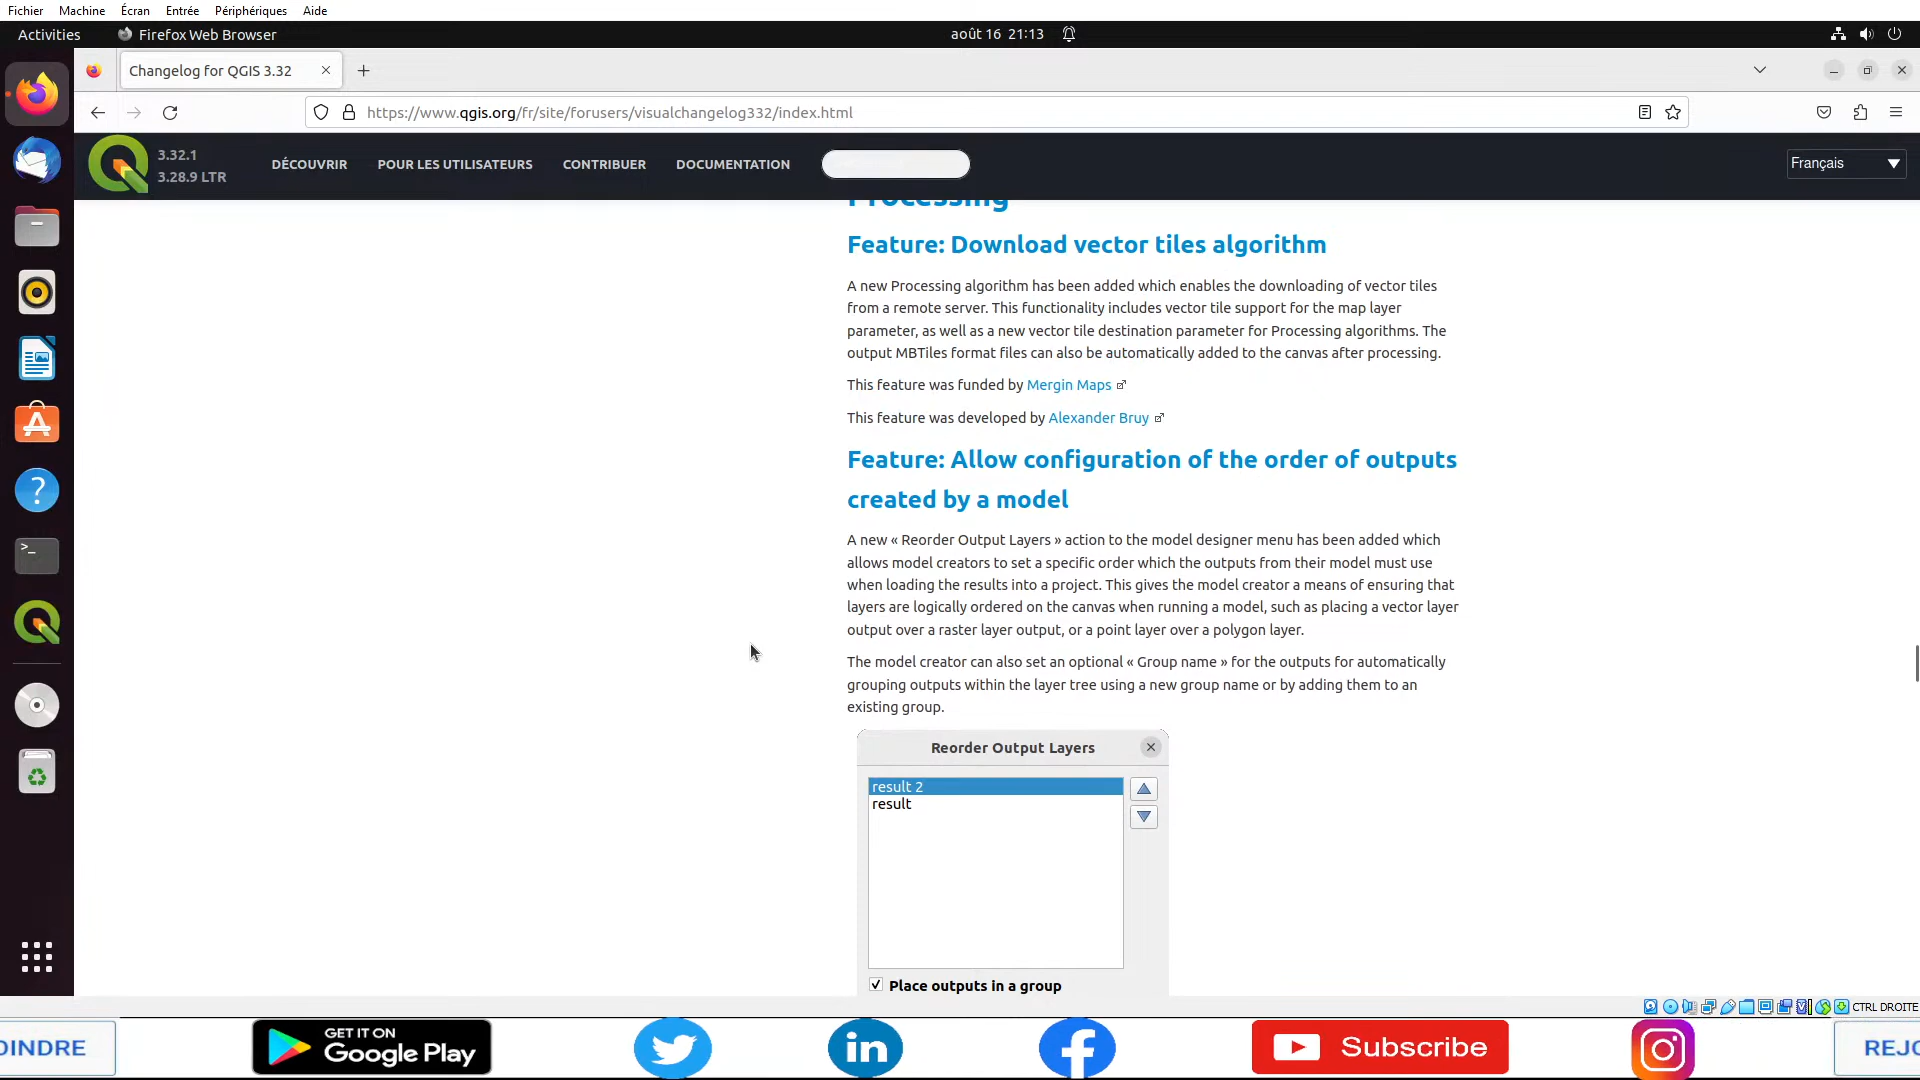 Fichier Machine Écran Entrée Périphériques Aide
Activities Firefox Web Browser août 16 21:13
Changelog for QGIS 3.32
https://www.qgis.org/fr/site/forusers/visualchangelog332/index.html
3.32.1
3.28.9 LTR
DÉCOUVRIR POUR LES UTILISATEURS CONTRIBUER DOCUMENTATION Français
Processing
Feature: Download vector tiles algorithm
A new Processing algorithm has been added which enables the downloading of vector tiles
from a remote server. This functionality includes vector tile support for the map layer
parameter, as well as a new vector tile destination parameter for Processing algorithms. The
output MBTiles format files can also be automatically added to the canvas after processing.
This feature was funded by Mergin Maps
This feature was developed by Alexander Bruy
Feature: Allow configuration of the order of outputs
created by a model
A new « Reorder Output Layers » action to the model designer menu has been added which
allows model creators to set a specific order which the outputs from their model must use
when loading the results into a project. This gives the model creator a means of ensuring that
layers are logically ordered on the canvas when running a model, such as placing a vector layer
output over a raster layer output, or a point layer over a polygon layer.
The model creator can also set an optional « Group name » for the outputs for automatically
grouping outputs within the layer tree using a new group name or by adding them to an
existing group.
Reorder Output Layers
result 2
result
Place outputs in a group
CTRL DROITE
OINDRE GET IT ON
Google Play
in
Subscribe
REJO